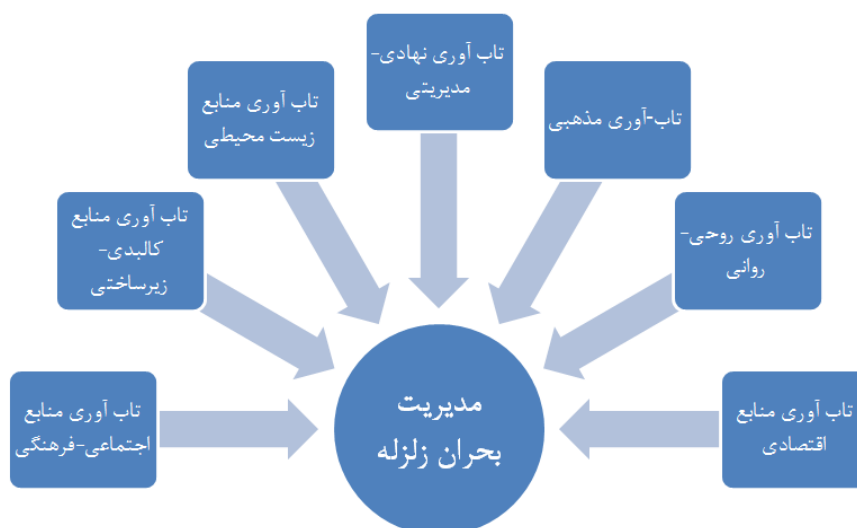 تاب آوری نهادی-
مدیریتی
تاب-آوری مذهبی
تاب آوری منابع
زیست محیطی
تاب آوری روحی-
روانی
تاب آوری منابع
کالبدی-
زیرساختی
تاب آوری منابع
اقتصادی
تاب آوری منابع
اجتماعی-فرهنگی
مدیریت
بحران زلزله